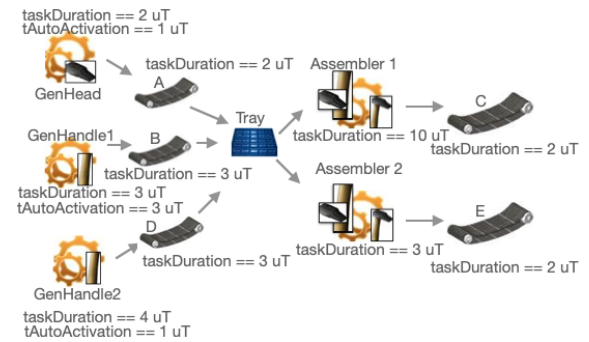 taskDuration == 2 uT
tAutoActivation == 1 uT
GenHead
taskDuration == 2 uT
A
Tray
Assembler 1
taskDuration == 10 uT
C
taskDuration == 2 uT
GenHandle1
B
taskDuration == 3 uT
taskDuration == 3 uT
tAutoActivation == 3 uT
Assembler 2
taskDuration == 3 uT
E
taskDuration == 2 uT
D
taskDuration == 3 uT
GenHandle2
taskDuration == 4 uT
tAutoActivation == 1 uT